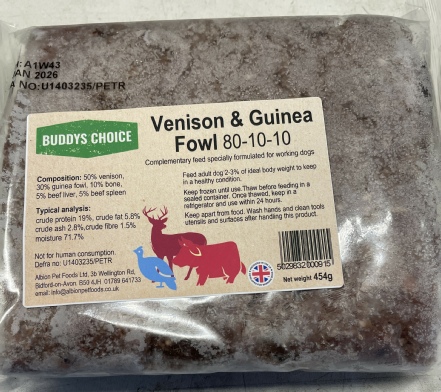 : A1W43
AN 2026
A NO: U1403235/PETR
BUDDYS CHOICE
Venison & Guinea
Fowl 80-10-10
Complementary feed specially formulated for working dogs
Composition: 50% venison,
30% guinea fowl, 10% bone,
5% beef liver, 5% beef spleen
Typical analysis:
crude protein 19%, crude fat 5.8%
crude ash 2.8%,crude fibre 1.5%
moisture 71.7%
Not for human consumption.
Defra no: U1403235/PETR
Albion Pet Foods Ltd, 3b Wellington Rd,
Bidford-on-Avon. B50 4JH 01789 641733
email: info@albionpetfoods.co.uk
Feed adult dog 2-3% of ideal body weight to keep
in a healthy condition.
Keep frozen until use.Thaw before feeding in a
sealed container. Once thawed, keep in a
refrigerator and use within 24 hours.
Keep apart from food. Wash hands and clean tools
utensils and surfaces after handling this product.
5029832000915
Net weight 454g